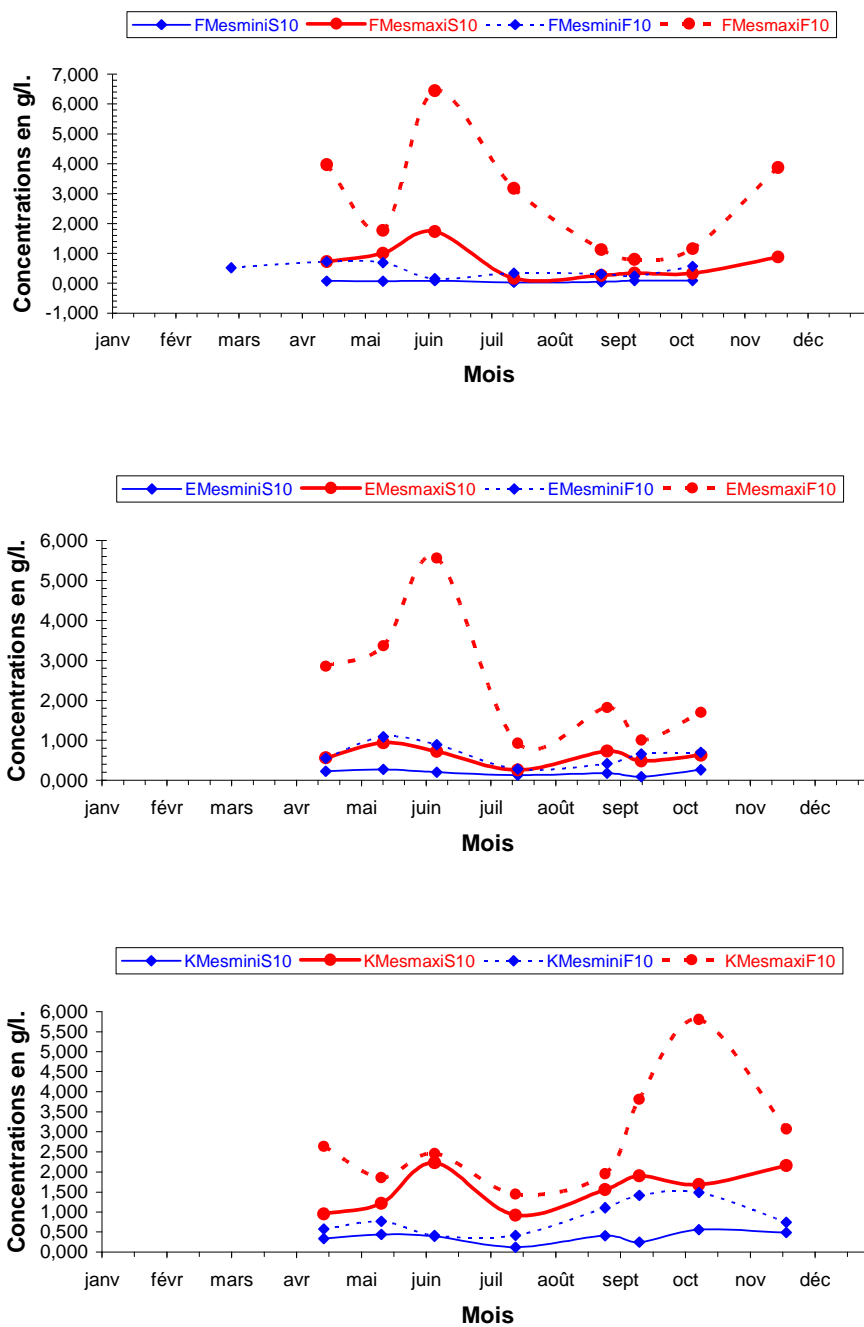 FMesminiS10 FMesmaxiS10 FMesminiF10 FMesmaxiF10
Concentrations en g/l.
7,000
6,000
5,000
4,000
3,000
2,000
1,000
0,000
-1,000
janv févr mars avr mai juin juil août sept oct nov déc
Mois
EMesminiS10 EMesmaxiS10 EMesminiF10 EMesmaxiF10
Concentrations en g/l.
6,000
5,000
4,000
3,000
2,000
1,000
0,000
janv févr mars avr mai juin juil août sept oct nov déc
Mois
KMesminiS10 KMesmaxiS10 KMesminiF10 KMesmaxiF10
Concentrations en g/l.
6,000
5,500
5,000
4,500
4,000
3,500
3,000
2,500
2,000
1,500
1,000
0,500
0,000
janv févr mars avr mai juin juil août sept oct nov déc
Mois